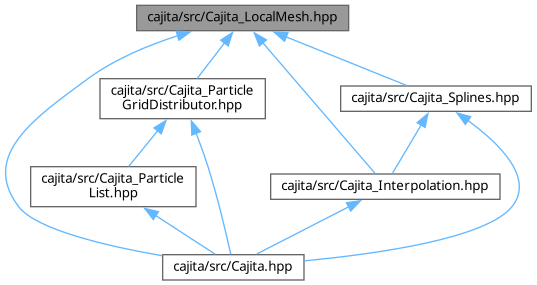 cajita/src/Cajita_LocalMesh.hpp
cajita/src/Cajita_Particle
GridDistributor.hpp
cajita/src/Cajita_Splines.hpp
cajita/src/Cajita_Particle
List.hpp
cajita/src/Cajita_Interpolation.hpp
cajita/src/Cajita.hpp